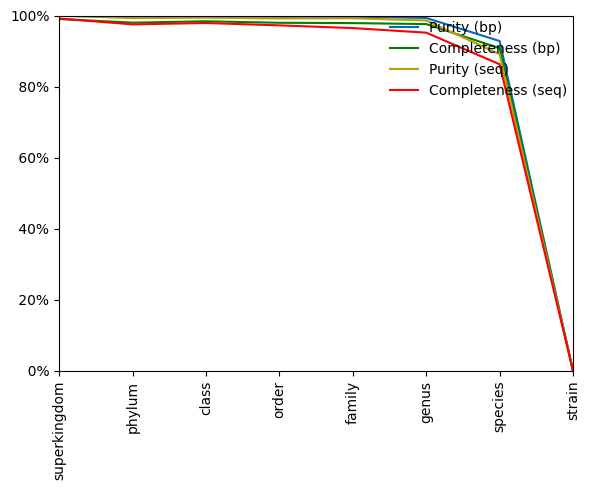 100%
80%
60%
40%
20%
0%
Purity (bp)
Completeness (bp)
Purity (seq)
Completeness (seq)
superkingdom
phylum
class
order
family
genus
species
strain